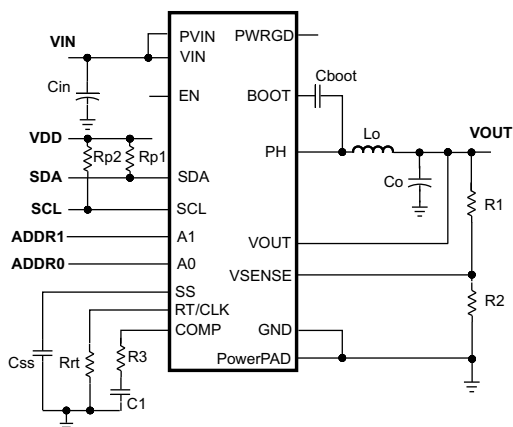 PVIN
PWRGD
VIN
VIN
Cboot
Cin
EN
BOOT
VDD
Lo
VOUT
Rp2
Rp1
PH
SDA
SDA
Co
R1
SCL
SCL
ADDR1
A1
VOUT
ADDR0
A0
VSENSE
SS
R2
RT/CLK
COMP
GND
Css
Rrt
R3
PowerPAD
C1